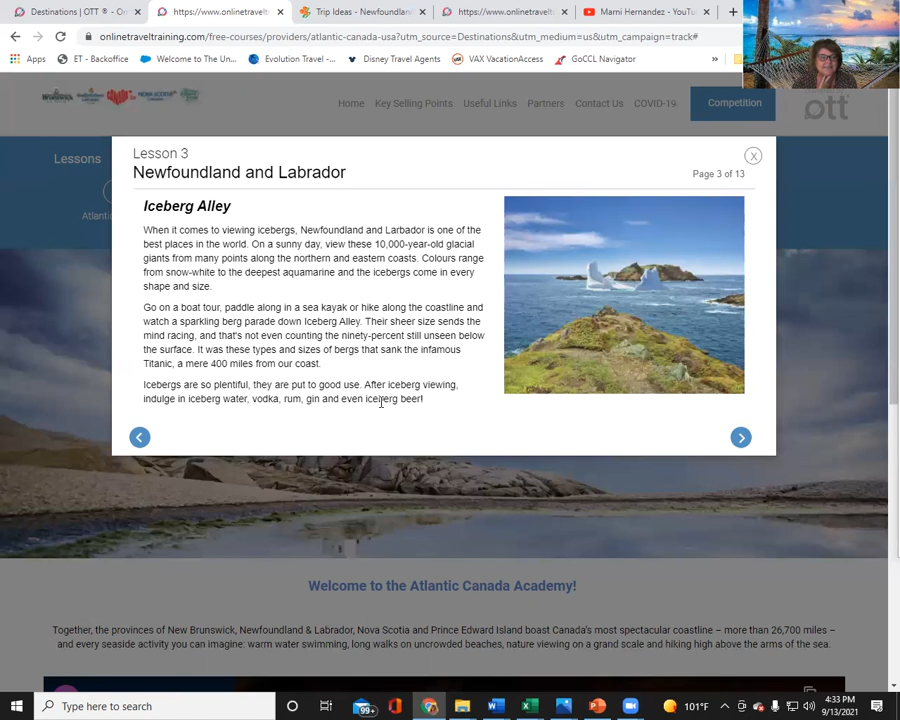 Destinations | OTT ® - On
https://www.onlinetravelt
Trip Ideas - Newfoundland
https://www.onlinetravelt
Marni Hernandez - YouTu
onlinetraveltraining.com/free-courses/providers/atlantic-canada-usa?utm_source=Destinations&utm_medium=us&utm_campaign=track#
Apps
ET - Backoffice
Welcome to The Un...
Evolution Travel -...
Disney Travel Agents
VAX VacationAccess
GoCCL Navigator
»
Home
Key Selling Points
Useful Links
Partners
Contact Us
COVID-19
Competition
ott
Lessons
Atlanti
Lesson 3
Newfoundland and Labrador
Page 3 of 13
X
Iceberg Alley
When it comes to viewing icebergs, Newfoundland and Larbador is one of the
best places in the world. On a sunny day, view these 10,000-year-old glacial
giants from many points along the northern and eastern coasts. Colours range
from snow-white to the deepest aquamarine and the icebergs come in every
shape and size.
Go on a boat tour, paddle along in a sea kayak or hike along the coastline and
watch a sparkling berg parade down Iceberg Alley. Their sheer size sends the
mind racing, and that's not even counting the ninety-percent still unseen below
the surface. It was these types and sizes of bergs that sank the infamous
Titanic, a mere 400 miles from our coast.
Icebergs are so plentiful, they are put to good use. After iceberg viewing,
indulge in iceberg water, vodka, rum, gin and even iceberg beer!
Welcome to the Atlantic Canada Academy!
Together, the provinces of New Brunswick, Newfoundland & Labrador, Nova Scotia and Prince Edward Island boast Canada's most spectacular coastline – more than 26,700 miles –
and every seaside activity you can imagine: warm water swimming, long walks on uncrowded beaches, nature viewing on a grand scale and hiking high above the arms of the sea.
Type here to search
99+
101°F
4:33 PM
9/13/2021